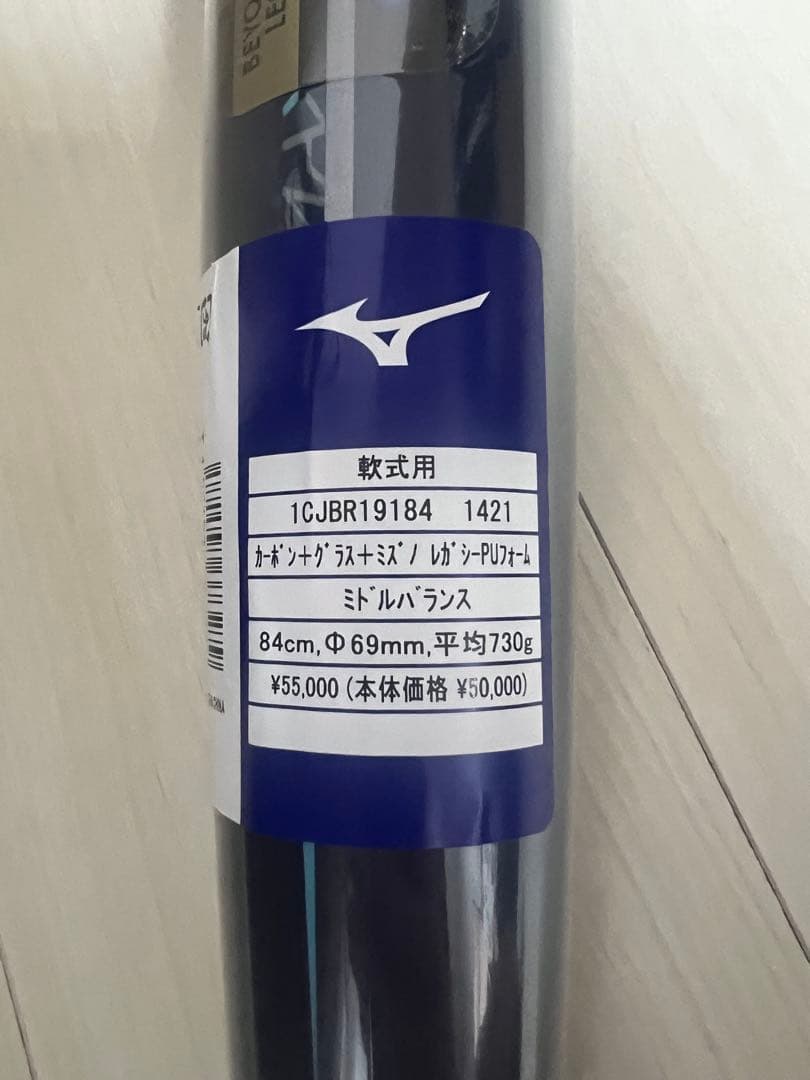 BEYO
LE
軟式用
1CJBR19184 1421
ｶｰﾎﾞﾝ+ｸﾞﾗｽ+ﾐｽﾞﾉ ﾚｶﾞｼｰPUﾌｫｰﾑ
ﾐﾄﾞﾙﾊﾞﾗﾝｽ
84cm,Φ69mm,平均730g
¥55,000 (本体価格 ¥50,000)